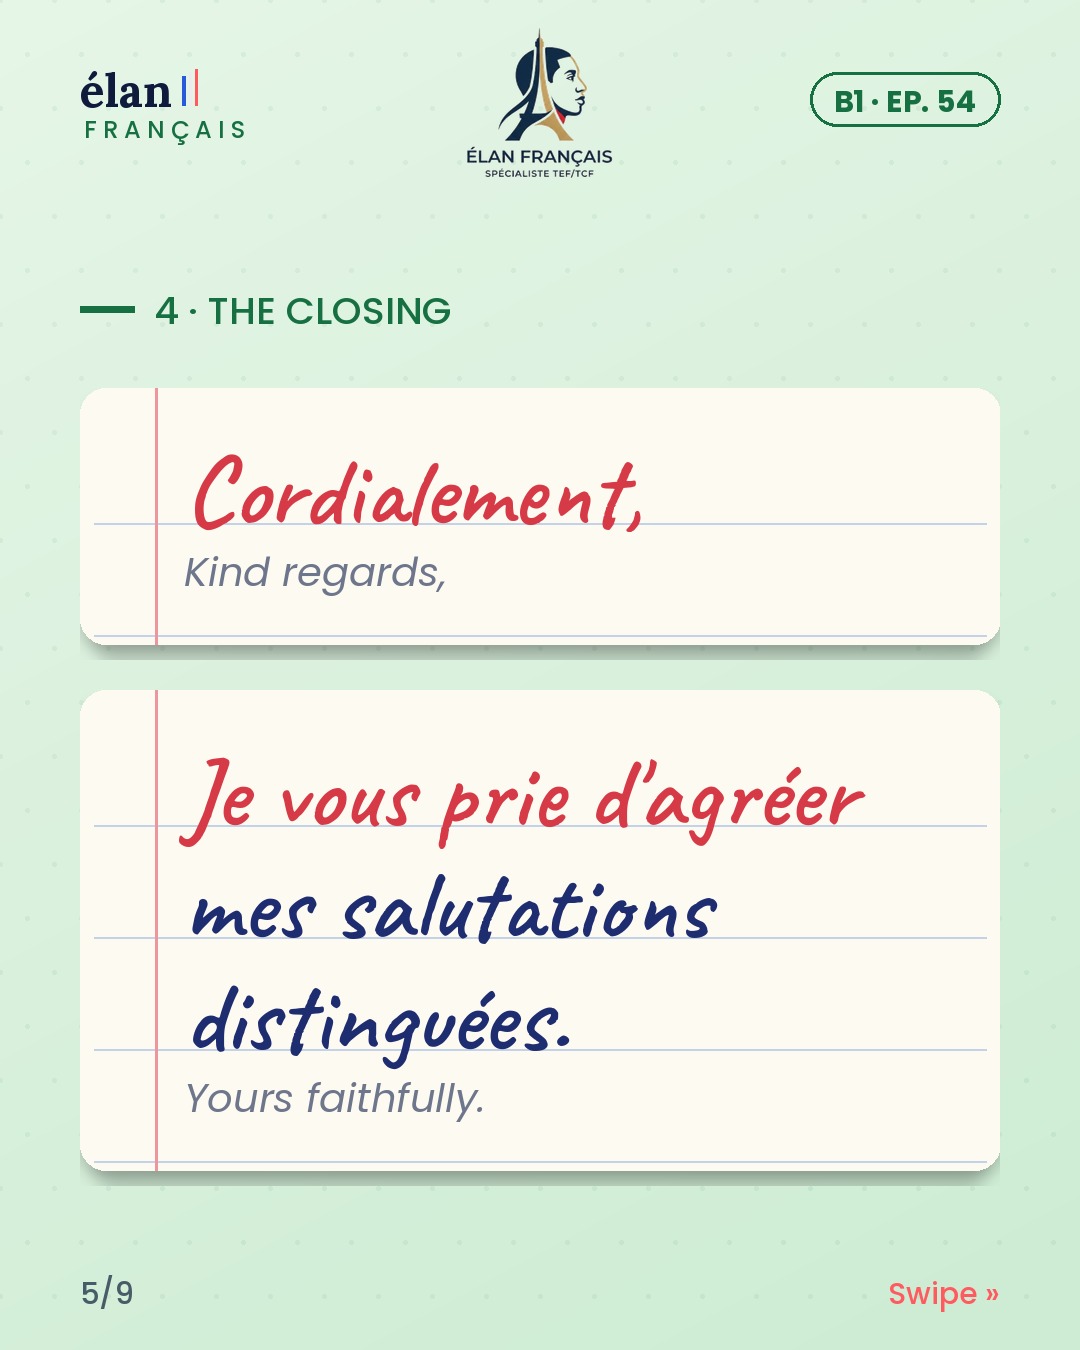 élan
FRANÇAIS
ÉLAN FRANÇAIS
SPÉCIALISTE TEF/TCF
B1 · EP. 54
4 · THE CLOSING
Cordialement,
Kind regards,
Je vous prie d'agréer
mes salutations
distinguées.
Yours faithfully.
5/9
Swipe »